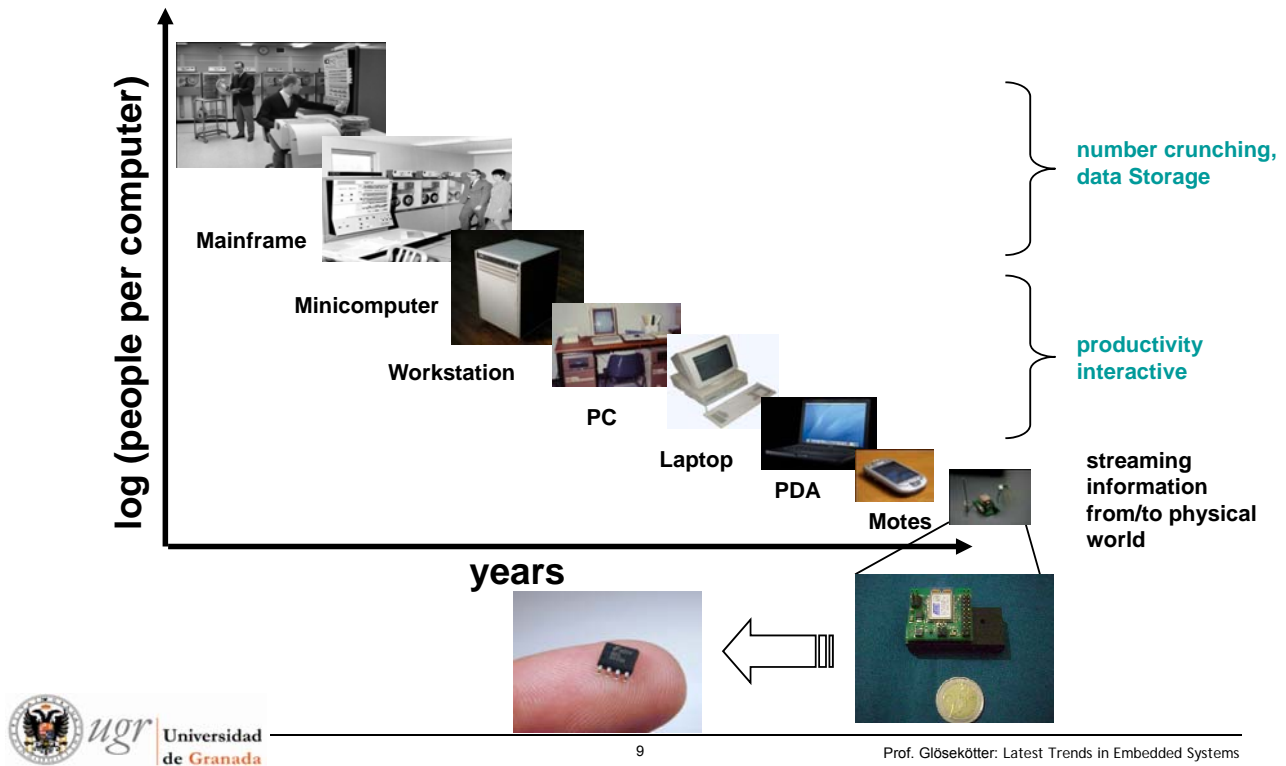 log (people per computer)
Mainframe
Minicomputer
Workstation
PC
Laptop
PDA
Motes
years
number crunching,
data Storage
productivity
interactive
streaming
information
from/to physical
world
ugr
Universidad
de Granada
9
Prof. Glösekötter: Latest Trends in Embedded Systems